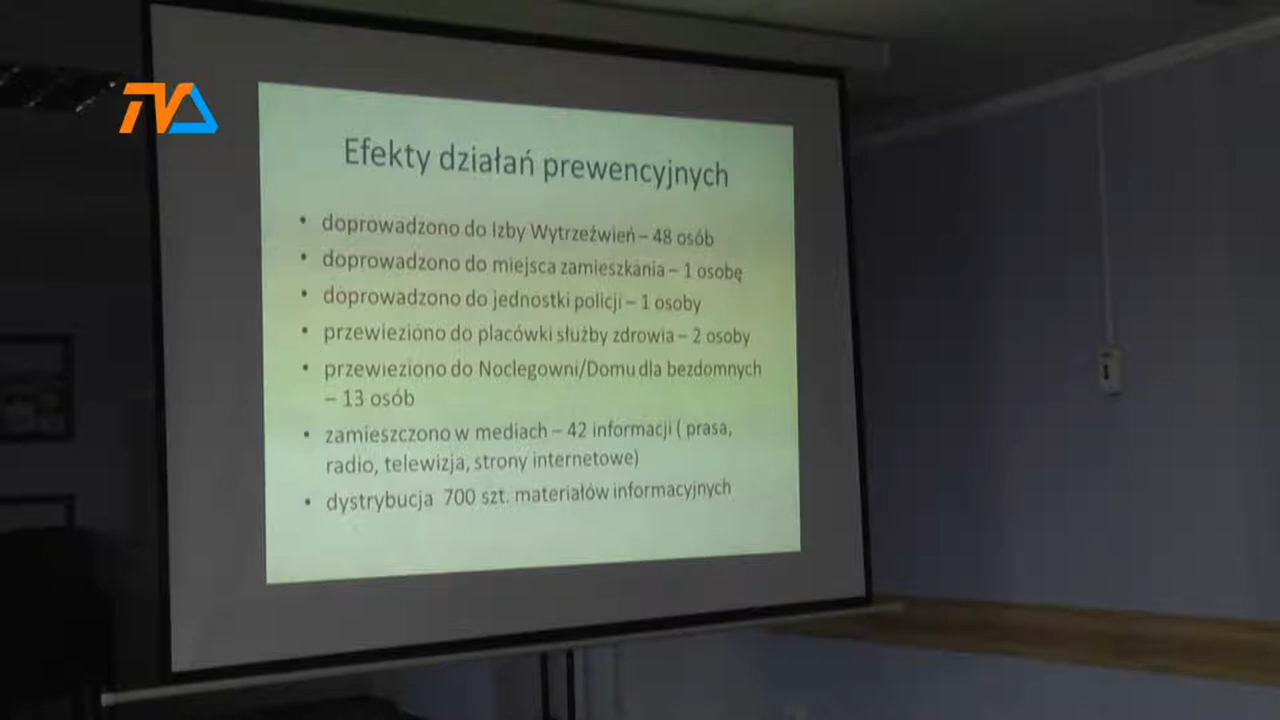 TVA
Efekty działań prewencyjnych
• doprowadzono do Izby Wytrzeźwień – 48 osób
• doprowadzono do miejsca zamieszkania – 1 osobę
• doprowadzono do jednostki policji – 1 osoby
• przewieziono do placówki służby zdrowia – 2 osoby
• przewieziono do Noclegowni/Domu dla bezdomnych
– 13 osób
• zamieszczono w mediach – 42 informacji ( prasa,
radio, telewizja, strony internetowe)
• dystrybucja 700 szt. materiałów informacyjnych